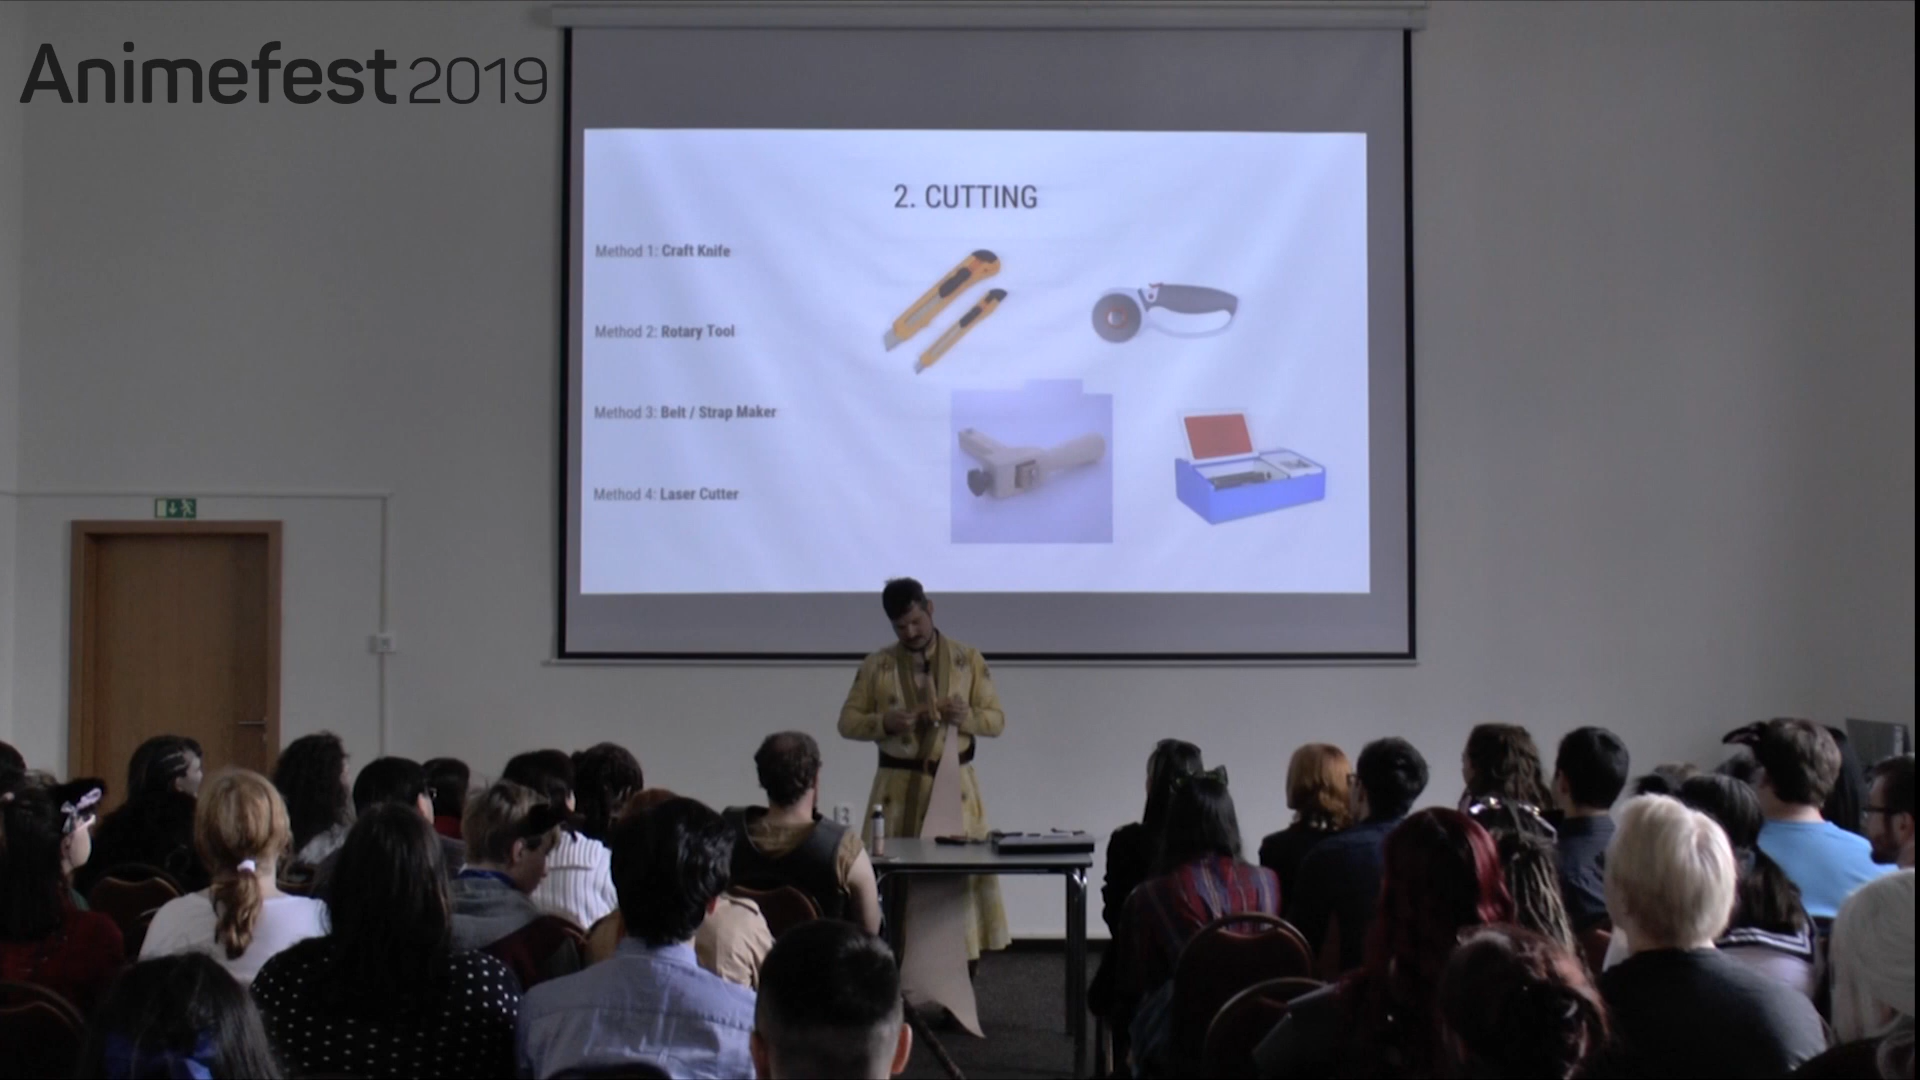 Animefest 2019
2. CUTTING
Method 1: Craft Knife
Method 2: Rotary Tool
Method 3: Belt / Strap Maker
Method 4: Laser Cutter